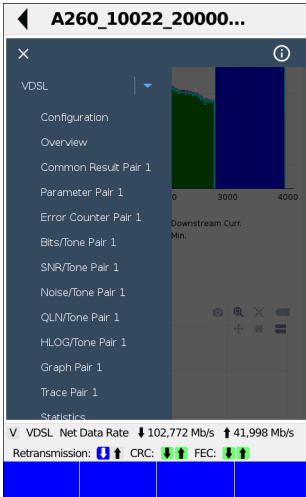 A260_10022_20000...
VDSL
Configuration
Overview
Common Result Pair 1
Parameter Pair 1
Error Counter Pair 1
Bits/Tone Pair 1
SNR/Tone Pair 1
Noise/Tone Pair 1
QLN/Tone Pair 1
HLOG/Tone Pair 1
Graph Pair 1
Trace Pair 1
Statistics
0 3000 4000
Downstream Curr.
Min.
V VDSL Net Data Rate 102,772 Mb/s 41,998 Mb/s
Retransmission: CRC: FEC: